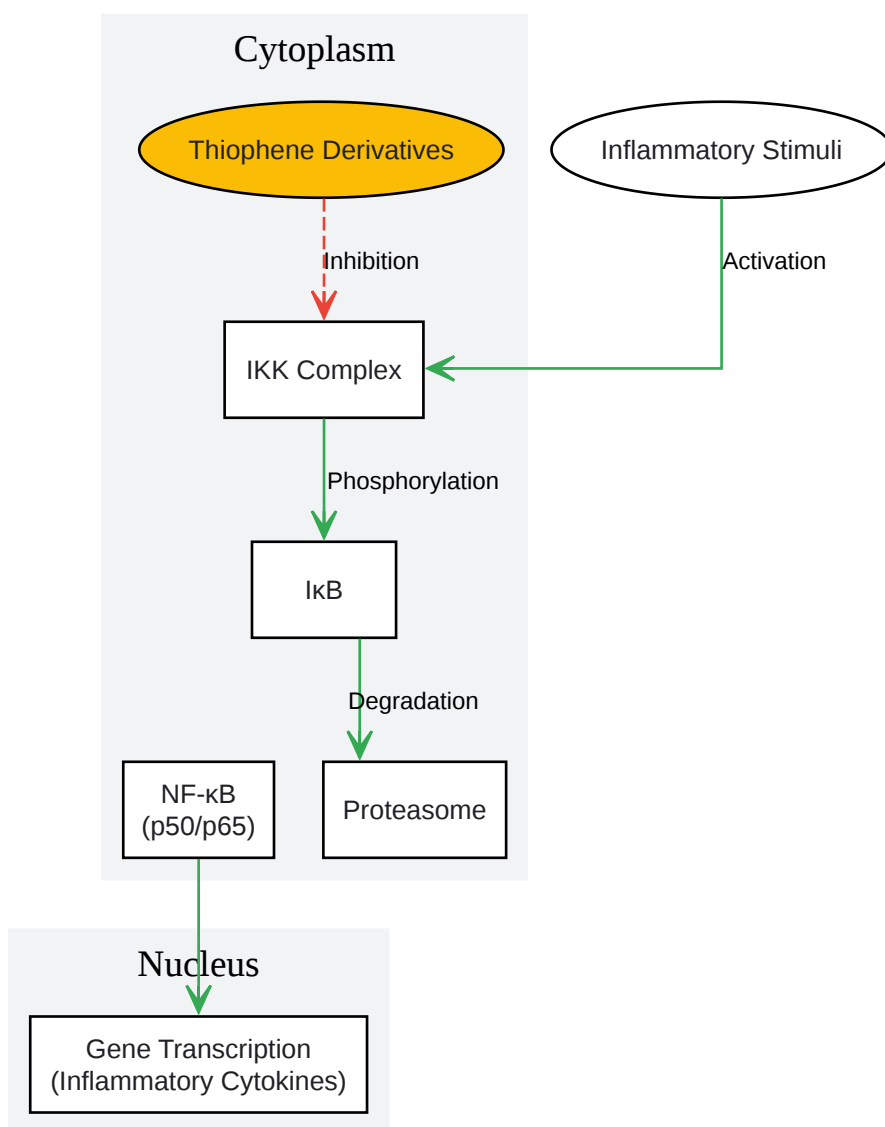 Cytoplasm
Thiophene Derivatives
Inflammatory Stimuli
Inhibition
Activation
IKK Complex
Phosphorylation
IκB
Degradation
NF-κB
(p50/p65)
Proteasome
Nucleus
Gene Transcription
(Inflammatory Cytokines)